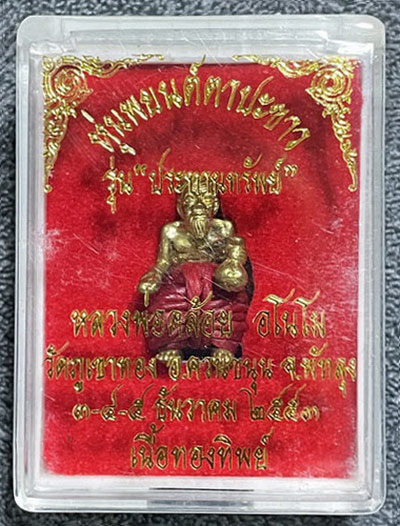 หุ่นพยนต์ตาปะขาว
รุ่น "ประทานทรัพย์"
หลวงพ่อคล้อย อโนโม
วัดภูเขาทอง อ.ควนขนุน จ.พัทลุง
๓-๔-๕ ธันวาคม ๒๕๕๓
เนื้อทองทิพย์